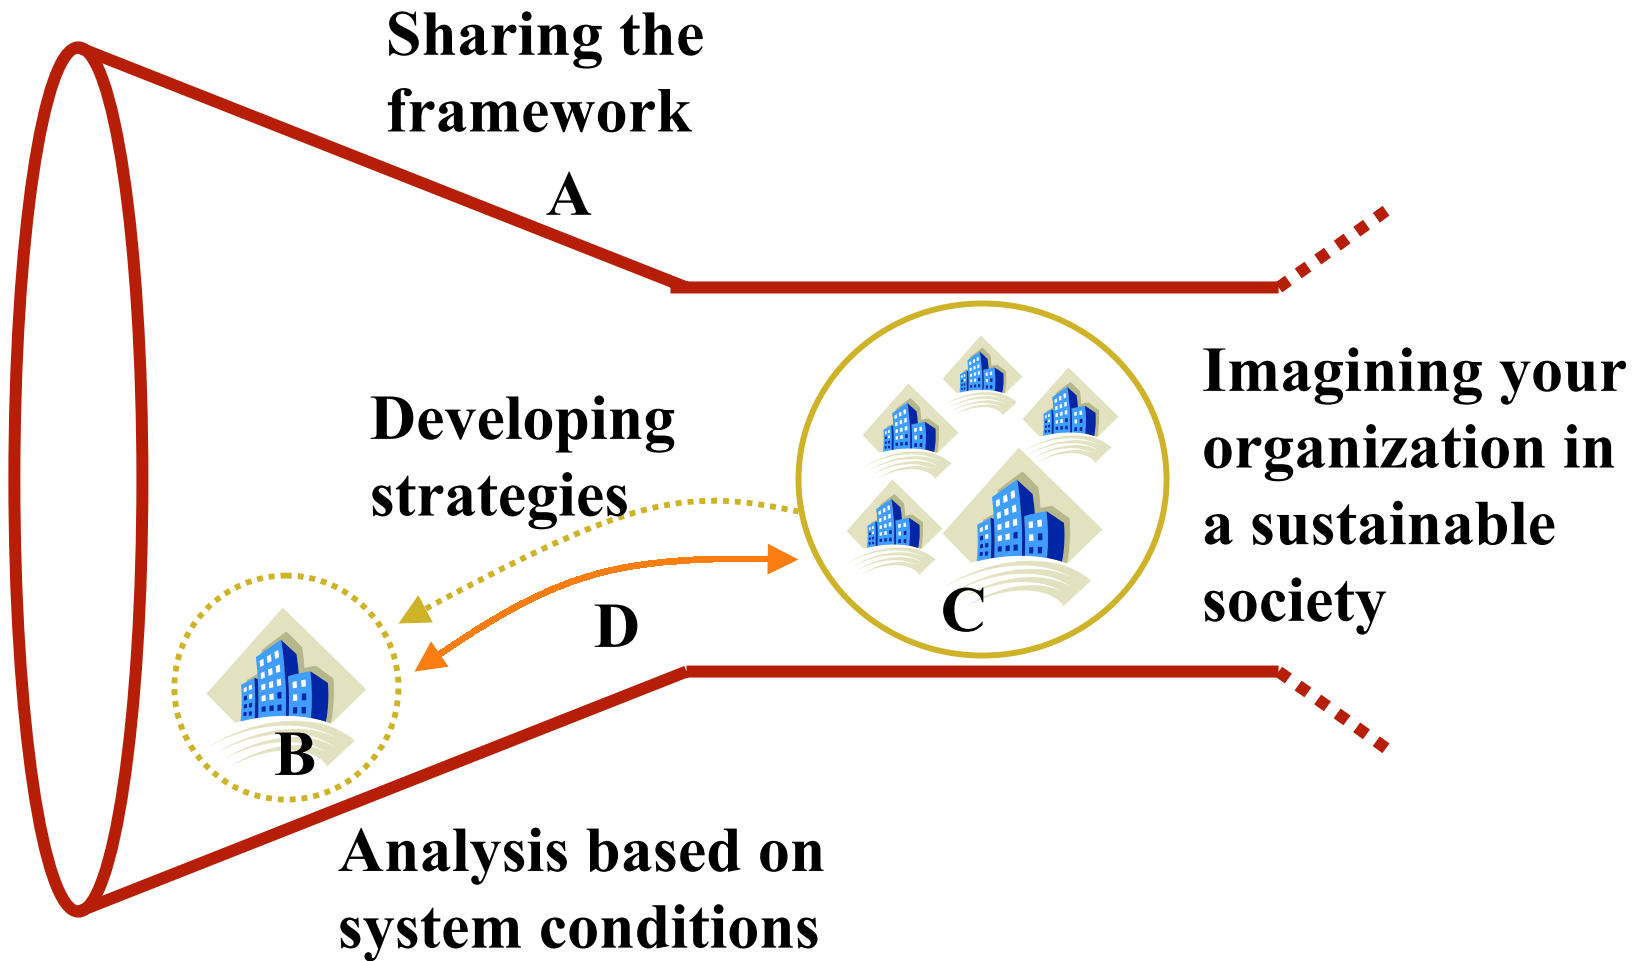 Sharing the
framework
A
Developing
strategies
D
B
C
Imagining your
organization in
a sustainable
society
Analysis based on
system conditions